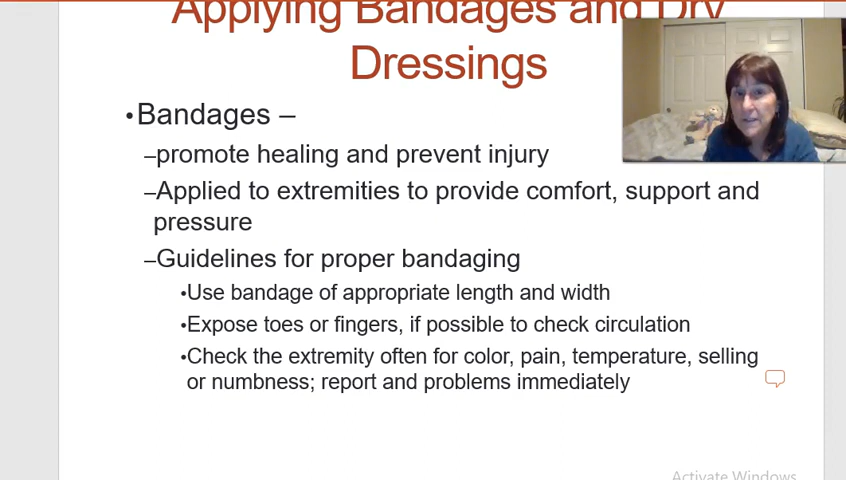 Applying Bandages and Dry
Dressings
•Bandages –
–promote healing and prevent injury
–Applied to extremities to provide comfort, support and
pressure
–Guidelines for proper bandaging
•Use bandage of appropriate length and width
•Expose toes or fingers, if possible to check circulation
•Check the extremity often for color, pain, temperature, selling
or numbness; report and problems immediately
Activate Windows